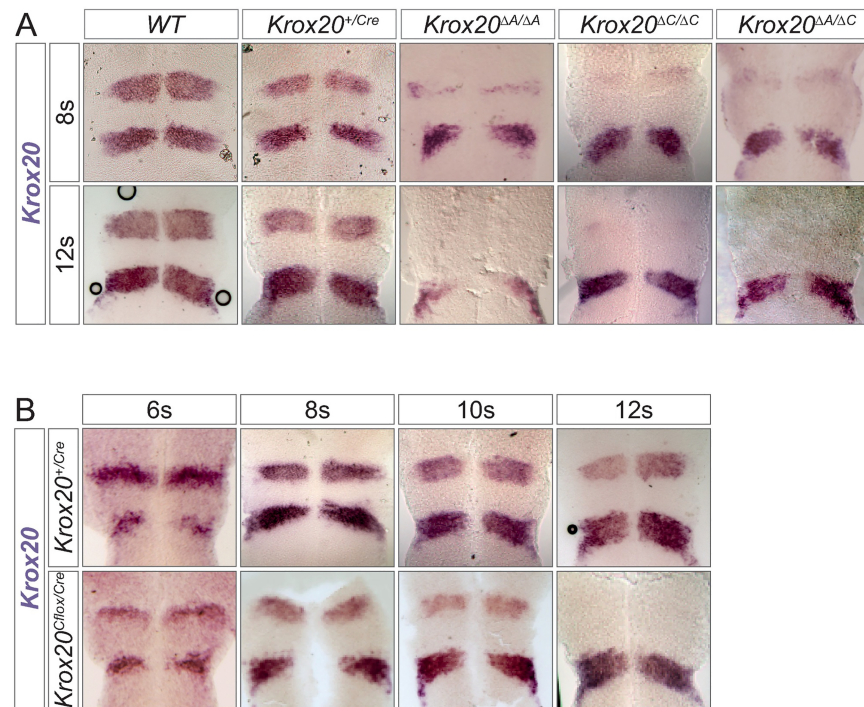 A
WT
Krox20+/Cre
Krox20ΔA/ΔA
Krox20ΔC/ΔC
Krox20ΔA/ΔC
Krox20
8s
12s
B
6s
8s
10s
12s
Krox20
Krox20+/Cre
Krox20Cflox/Cre